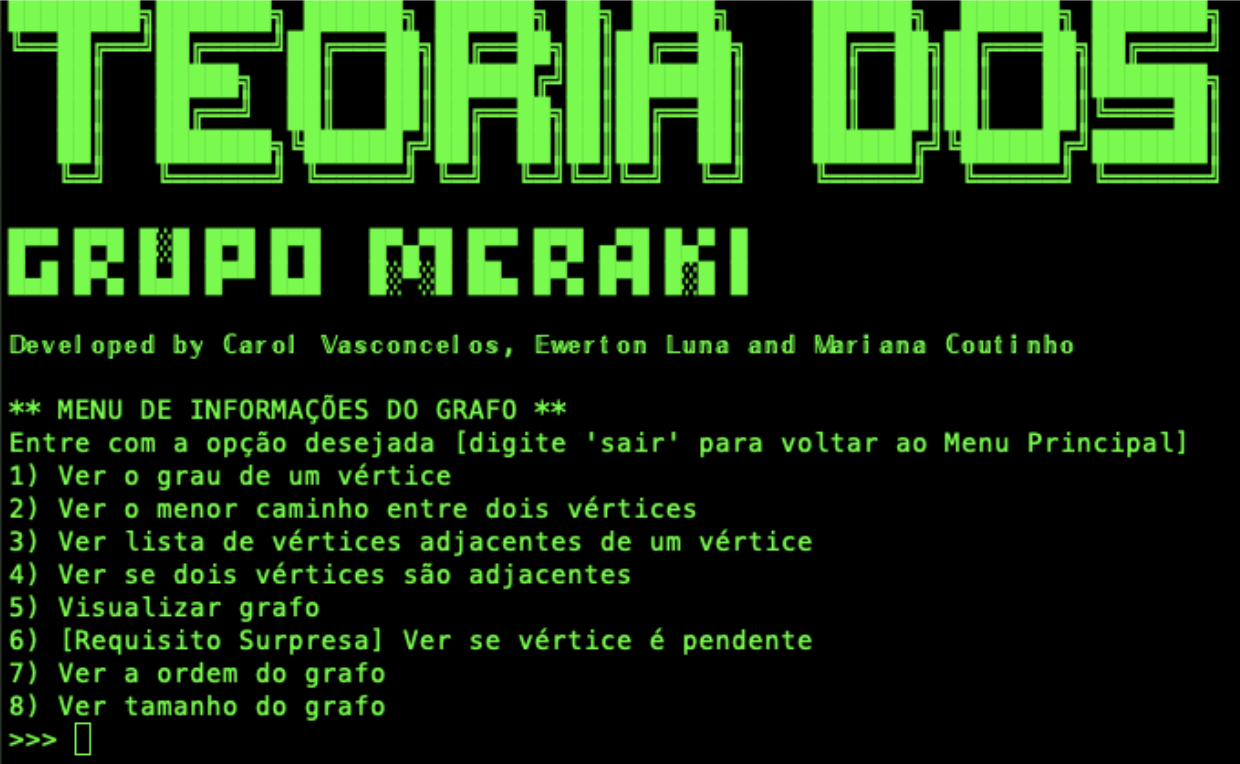 TEORIA DOS
GRUPO MERAKI
Developed by Carol Vasconcelos, Ewerton Luna and Mariana Coutinho
** MENU DE INFORMAÇÕES DO GRAFO **
Entre com a opção desejada [digite 'sair' para voltar ao Menu Principal]
1) Ver o grau de um vértice
2) Ver o menor caminho entre dois vértices
3) Ver lista de vértices adjacentes de um vértice
4) Ver se dois vértices são adjacentes
5) Visualizar grafo
6) [Requisito Surpresa] Ver se vértice é pendente
7) Ver a ordem do grafo
8) Ver tamanho do grafo
>>>